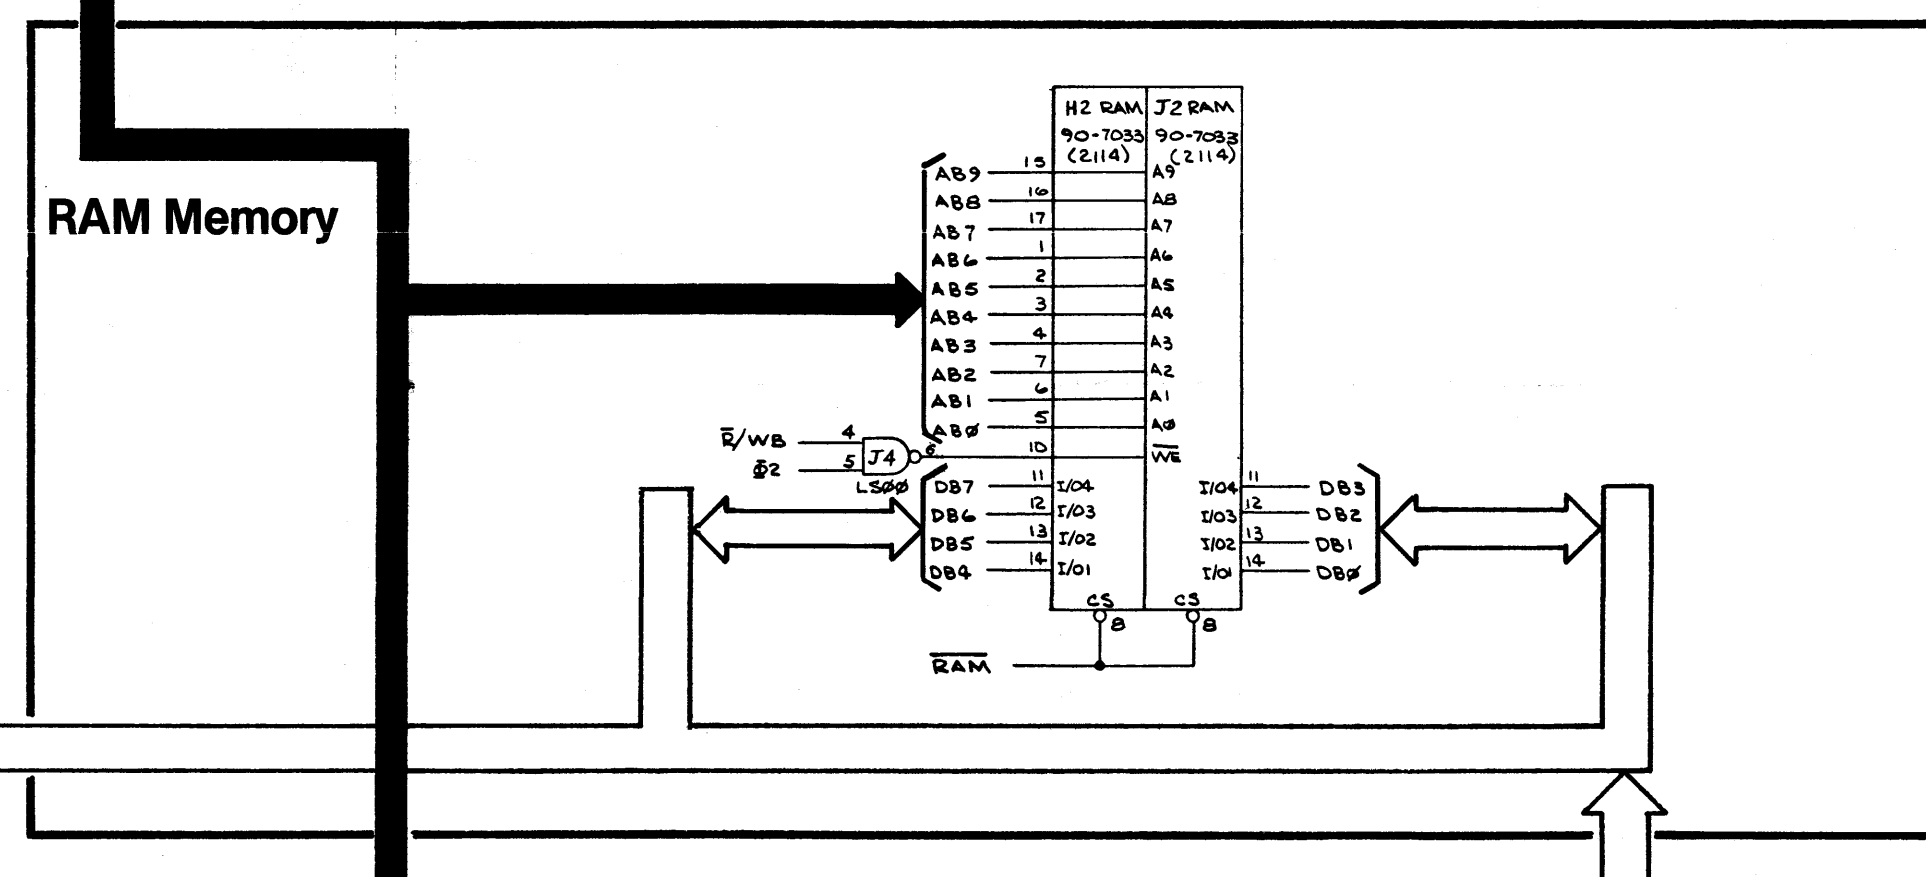 RAM Memory
H2 RAM J2 RAM
90-7033 90-7033
(2114) (2114)
AB9 15 A9
AB8 16 A8
AB7 17 A7
AB6 1 A6
AB5 2 A5
AB4 3 A4
AB3 4 A3
AB2 7 A2
AB1 6 A1
ABØ 5 AØ
R̅/WB 4 J4 6 10 W̅E̅
Φ2 5
LSØØ
DB7 11 I/O4 I/O4 11 DB3
DB6 12 I/O3 I/O3 12 DB2
DB5 13 I/O2 I/O2 13 DB1
DB4 14 I/O1 I/O1 14 DBØ
CS CS
8 8
R̅A̅M̅